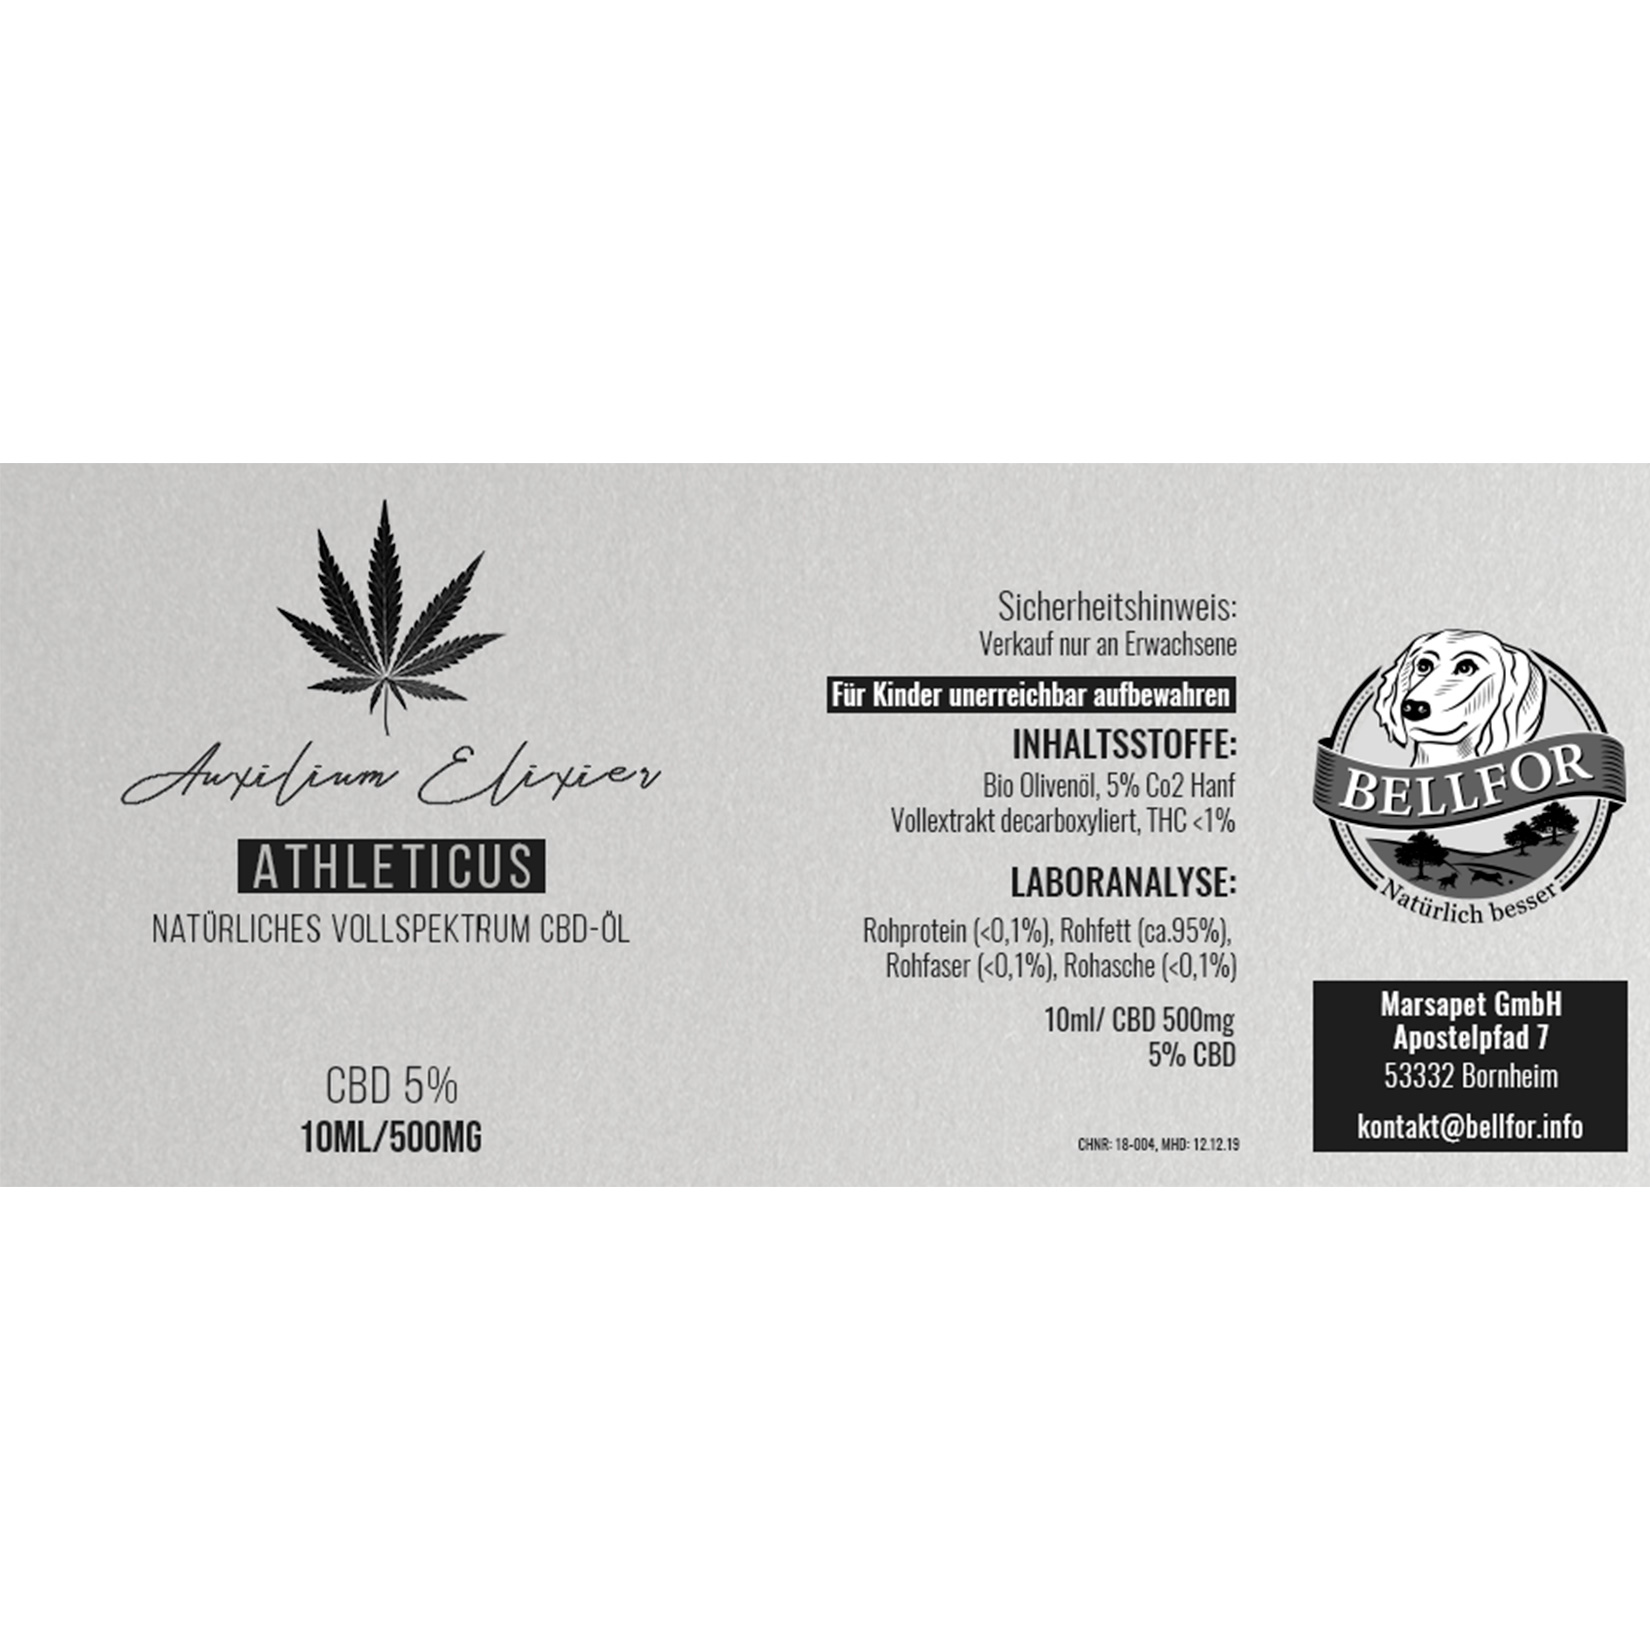 Auxilium Elixier
ATHLETICUS
NATÜRLICHES VOLLSPEKTRUM CBD-ÖL
CBD 5%
10ML/500MG
Sicherheitshinweis:
Verkauf nur an Erwachsene
Für Kinder unerreichbar aufbewahren
INHALTSSTOFFE:
Bio Olivenöl, 5% Co2 Hanf
Vollextrakt decarboxyliert, THC <1%
LABORANALYSE:
Rohprotein (<0,1%), Rohfett (ca.95%),
Rohfaser (<0,1%), Rohasche (<0,1%)
10ml/ CBD 500mg
5% CBD
CHNR: 18-004, MHD: 12.12.19
BELLFOR
Natürlich besser
Marsapet GmbH
Apostelpfad 7
53332 Bornheim
kontakt@bellfor.info